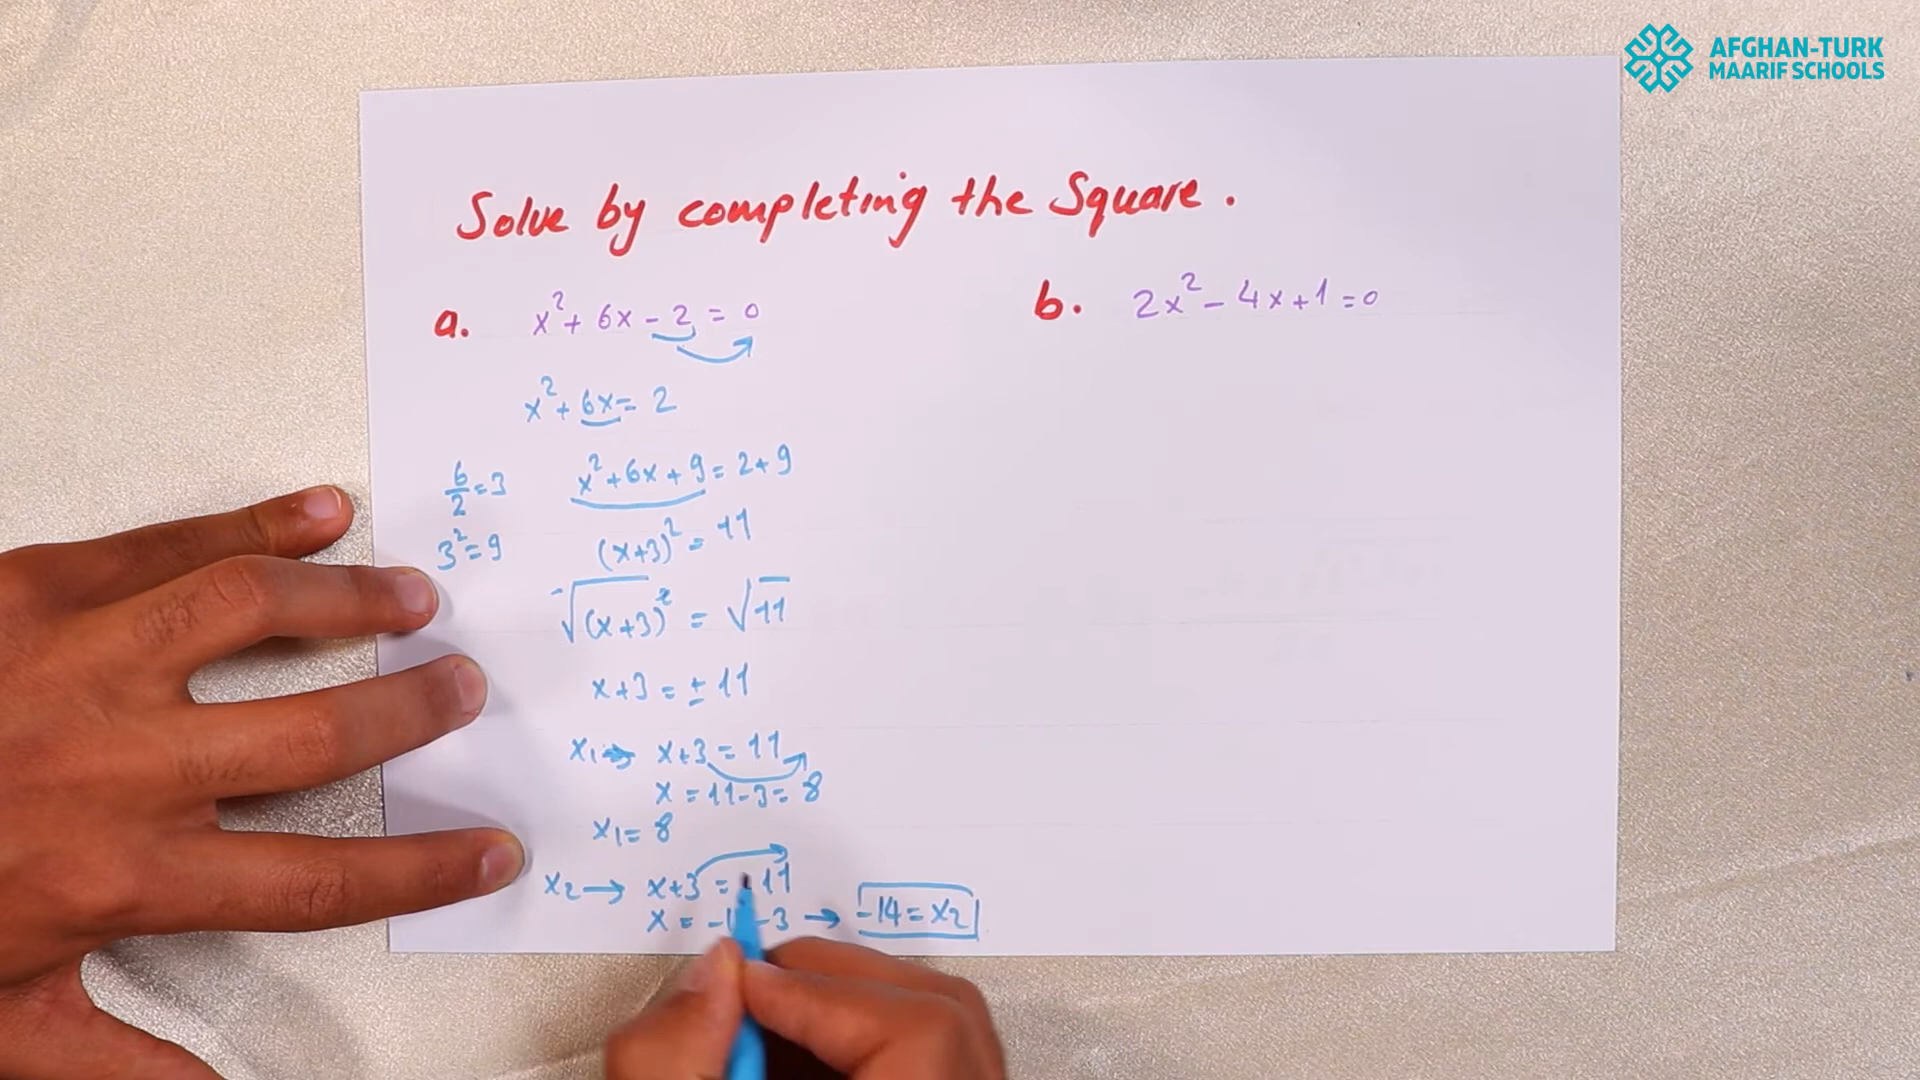 AFGHAN-TURK
MAARIF SCHOOLS
Solve by completing the Square.
a. x² + 6x - 2 = 0
x² + 6x = 2
6/2 = 3
x² + 6x + 9 = 2 + 9
3² = 9
(x+3)² = 11
√(x+3)² = √11
x+3 = ± 11
x₁→ x+3 = 11
x = 11-3 = 8
x₁ = 8
x₂ → x+3 = -11
x = -11-3 → -14 = x₂
b. 2x² - 4x + 1 = 0